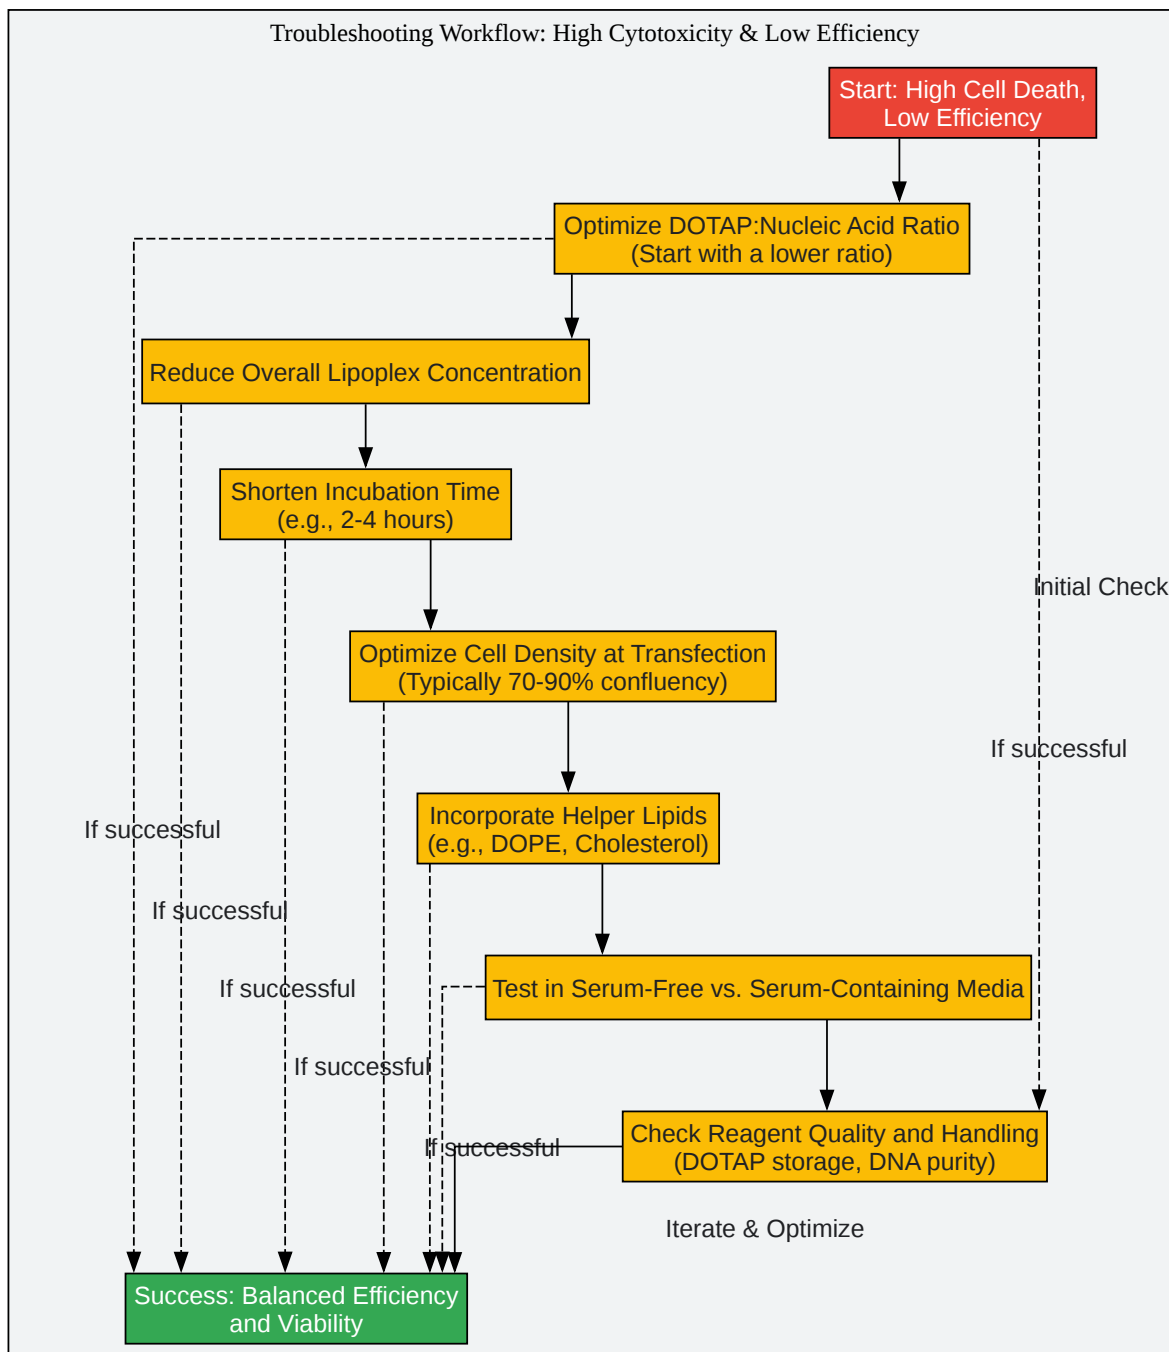 Troubleshooting Workflow: High Cytotoxicity & Low Efficiency
Start: High Cell Death,
Low Efficiency
Optimize DOTAP:Nucleic Acid Ratio
(Start with a lower ratio)
Reduce Overall Lipoplex Concentration
Shorten Incubation Time
(e.g., 2-4 hours)
Initial Check
Optimize Cell Density at Transfection
(Typically 70-90% confluency)
If successful
Incorporate Helper Lipids
(e.g., DOPE, Cholesterol)
If successful
If successful
If successful
Test in Serum-Free vs. Serum-Containing Media
If successful
Check Reagent Quality and Handling
(DOTAP storage, DNA purity)
If successful
Iterate & Optimize
Success: Balanced Efficiency
and Viability